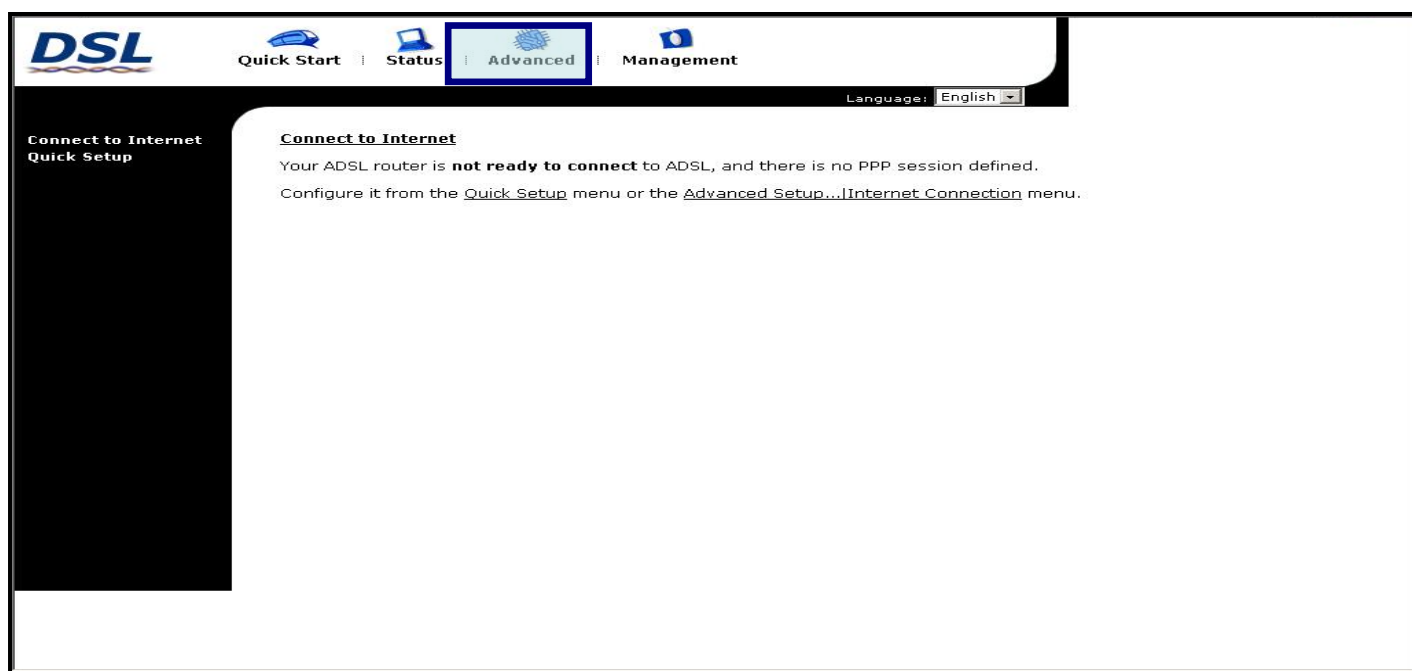 DSL
Quick Start
Status
Advanced
Management
Language: English
Connect to Internet
Quick Setup
Connect to Internet
Your ADSL router is not ready to connect to ADSL, and there is no PPP session defined.
Configure it from the Quick Setup menu or the Advanced Setup...|Internet Connection menu.